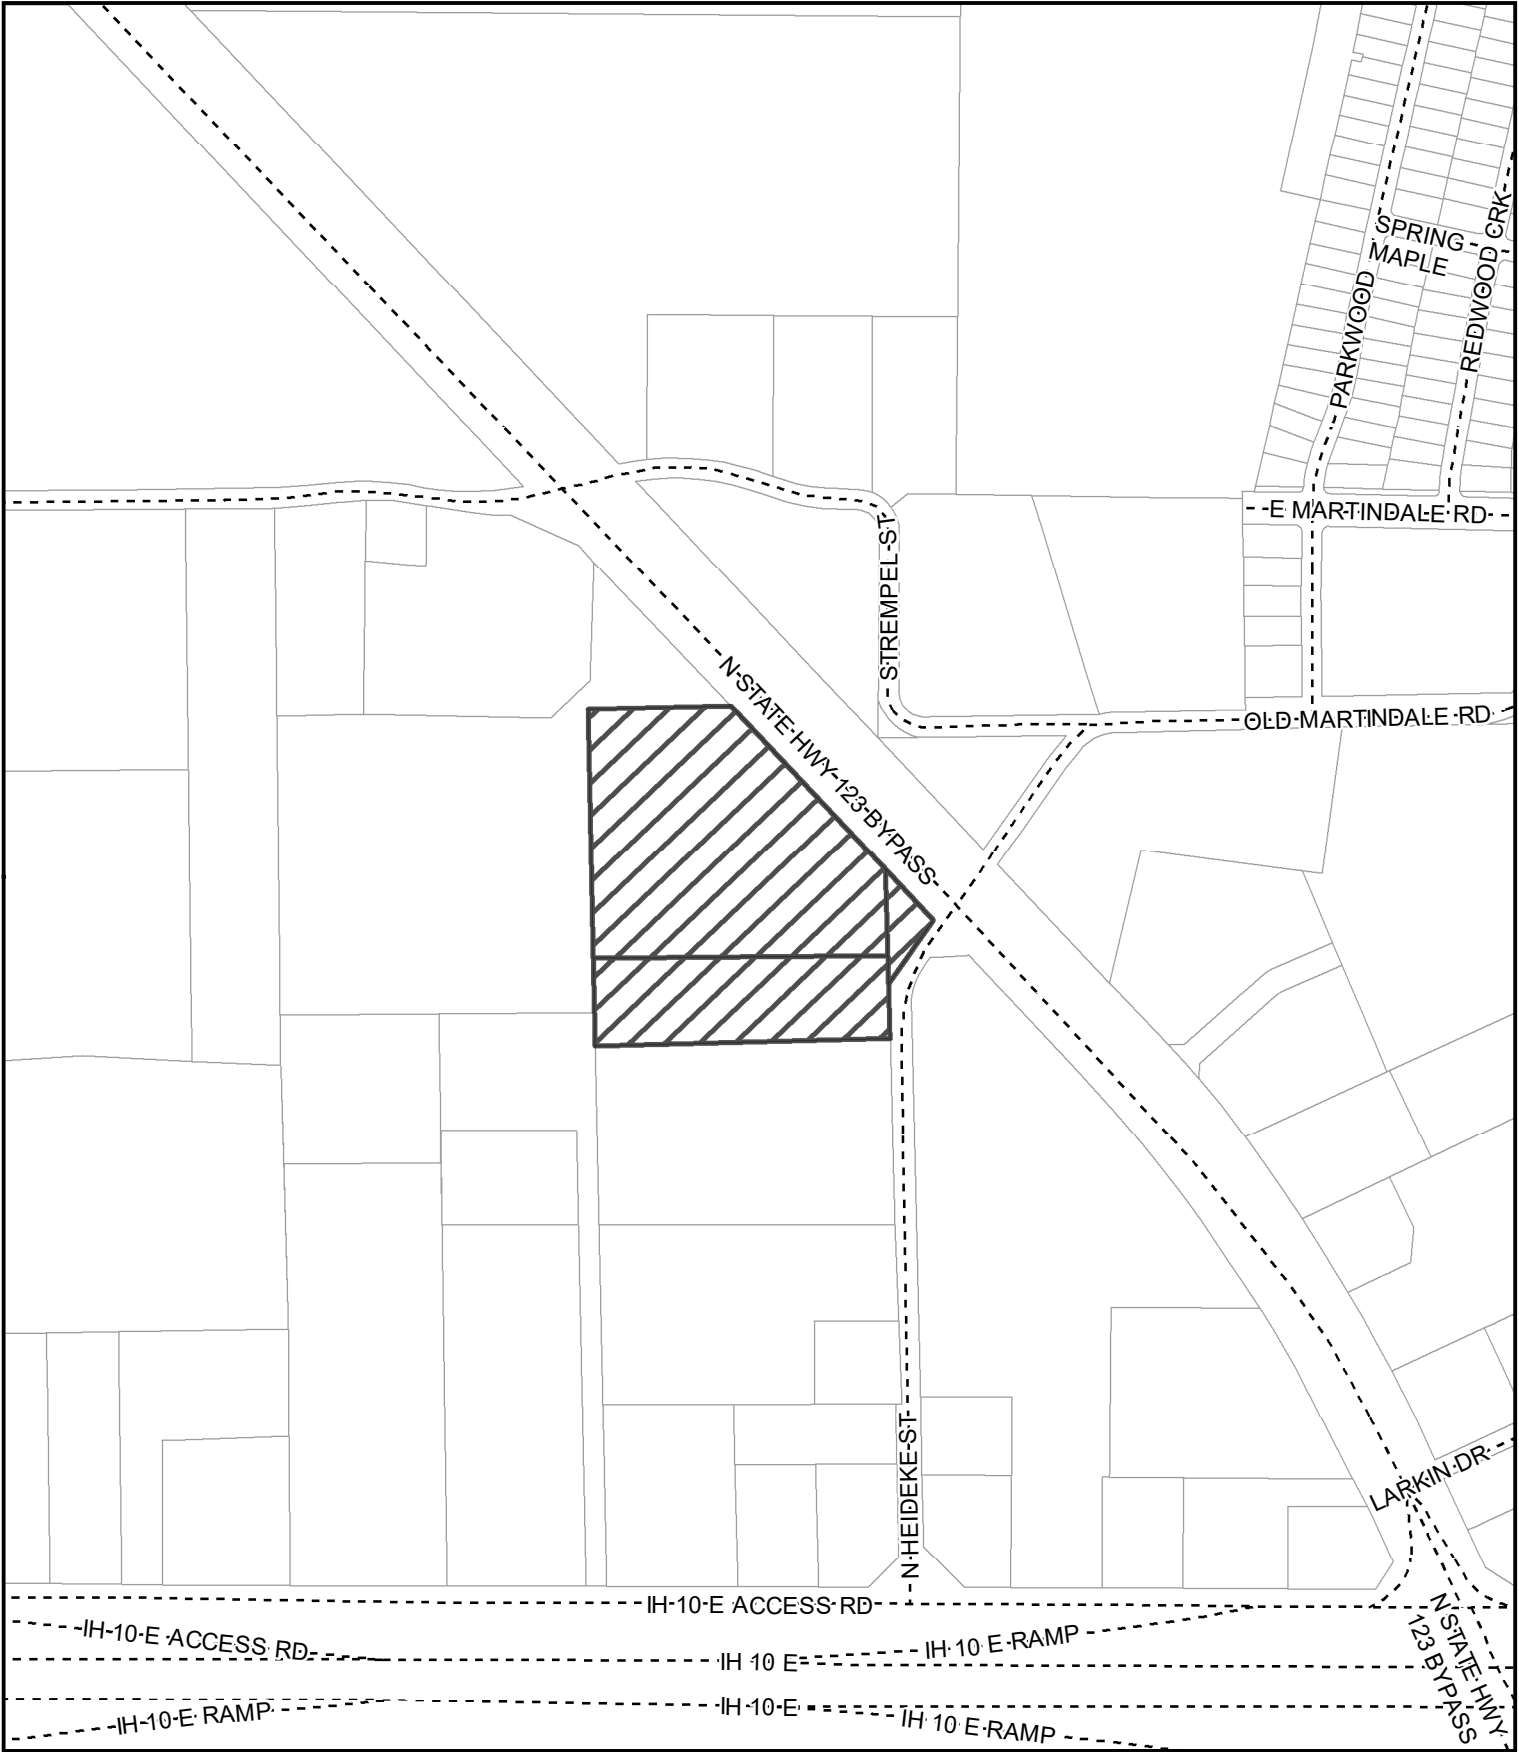 SPRING
MAPLE
REDWOOD CRK
PARKWOOD
E MARTINDALE RD
STREMPEL ST
OLD MARTINDALE RD
N STATE HWY 123 BYPASS
LARKIN DR
N HEIDEKE ST
IH 10 E ACCESS RD
IH 10 E ACCESS RD
IH 10 E RAMP
IH 10 E
IH 10 E
IH 10 E RAMP
IH 10 E RAMP
N STATE HWY
123 BYPASS